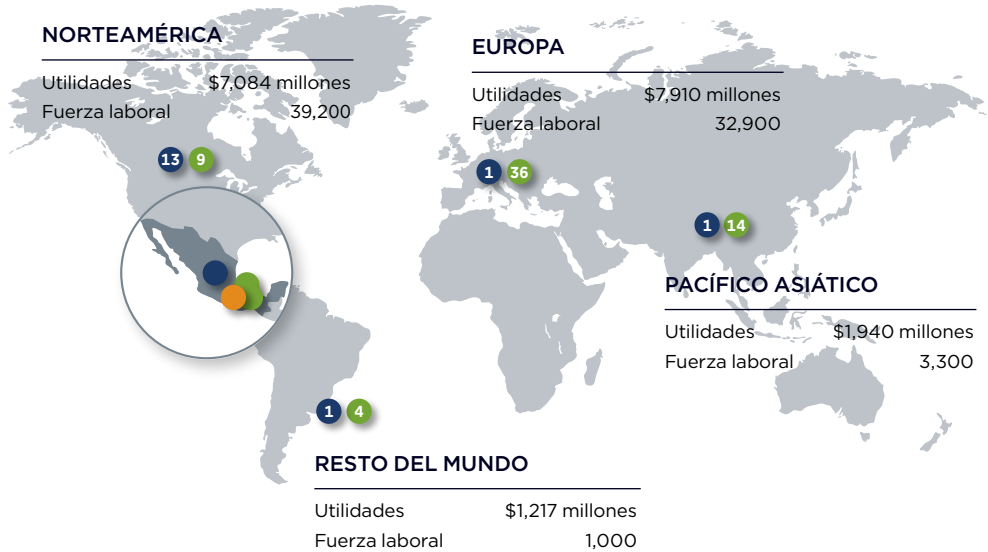 NORTEAMÉRICA
Utilidades $7,084 millones
Fuerza laboral 39,200
13 9
EUROPA
Utilidades $7,910 millones
Fuerza laboral 32,900
1 36
1 14
PACÍFICO ASIÁTICO
Utilidades $1,940 millones
Fuerza laboral 3,300
1 4
RESTO DEL MUNDO
Utilidades $1,217 millones
Fuerza laboral 1,000